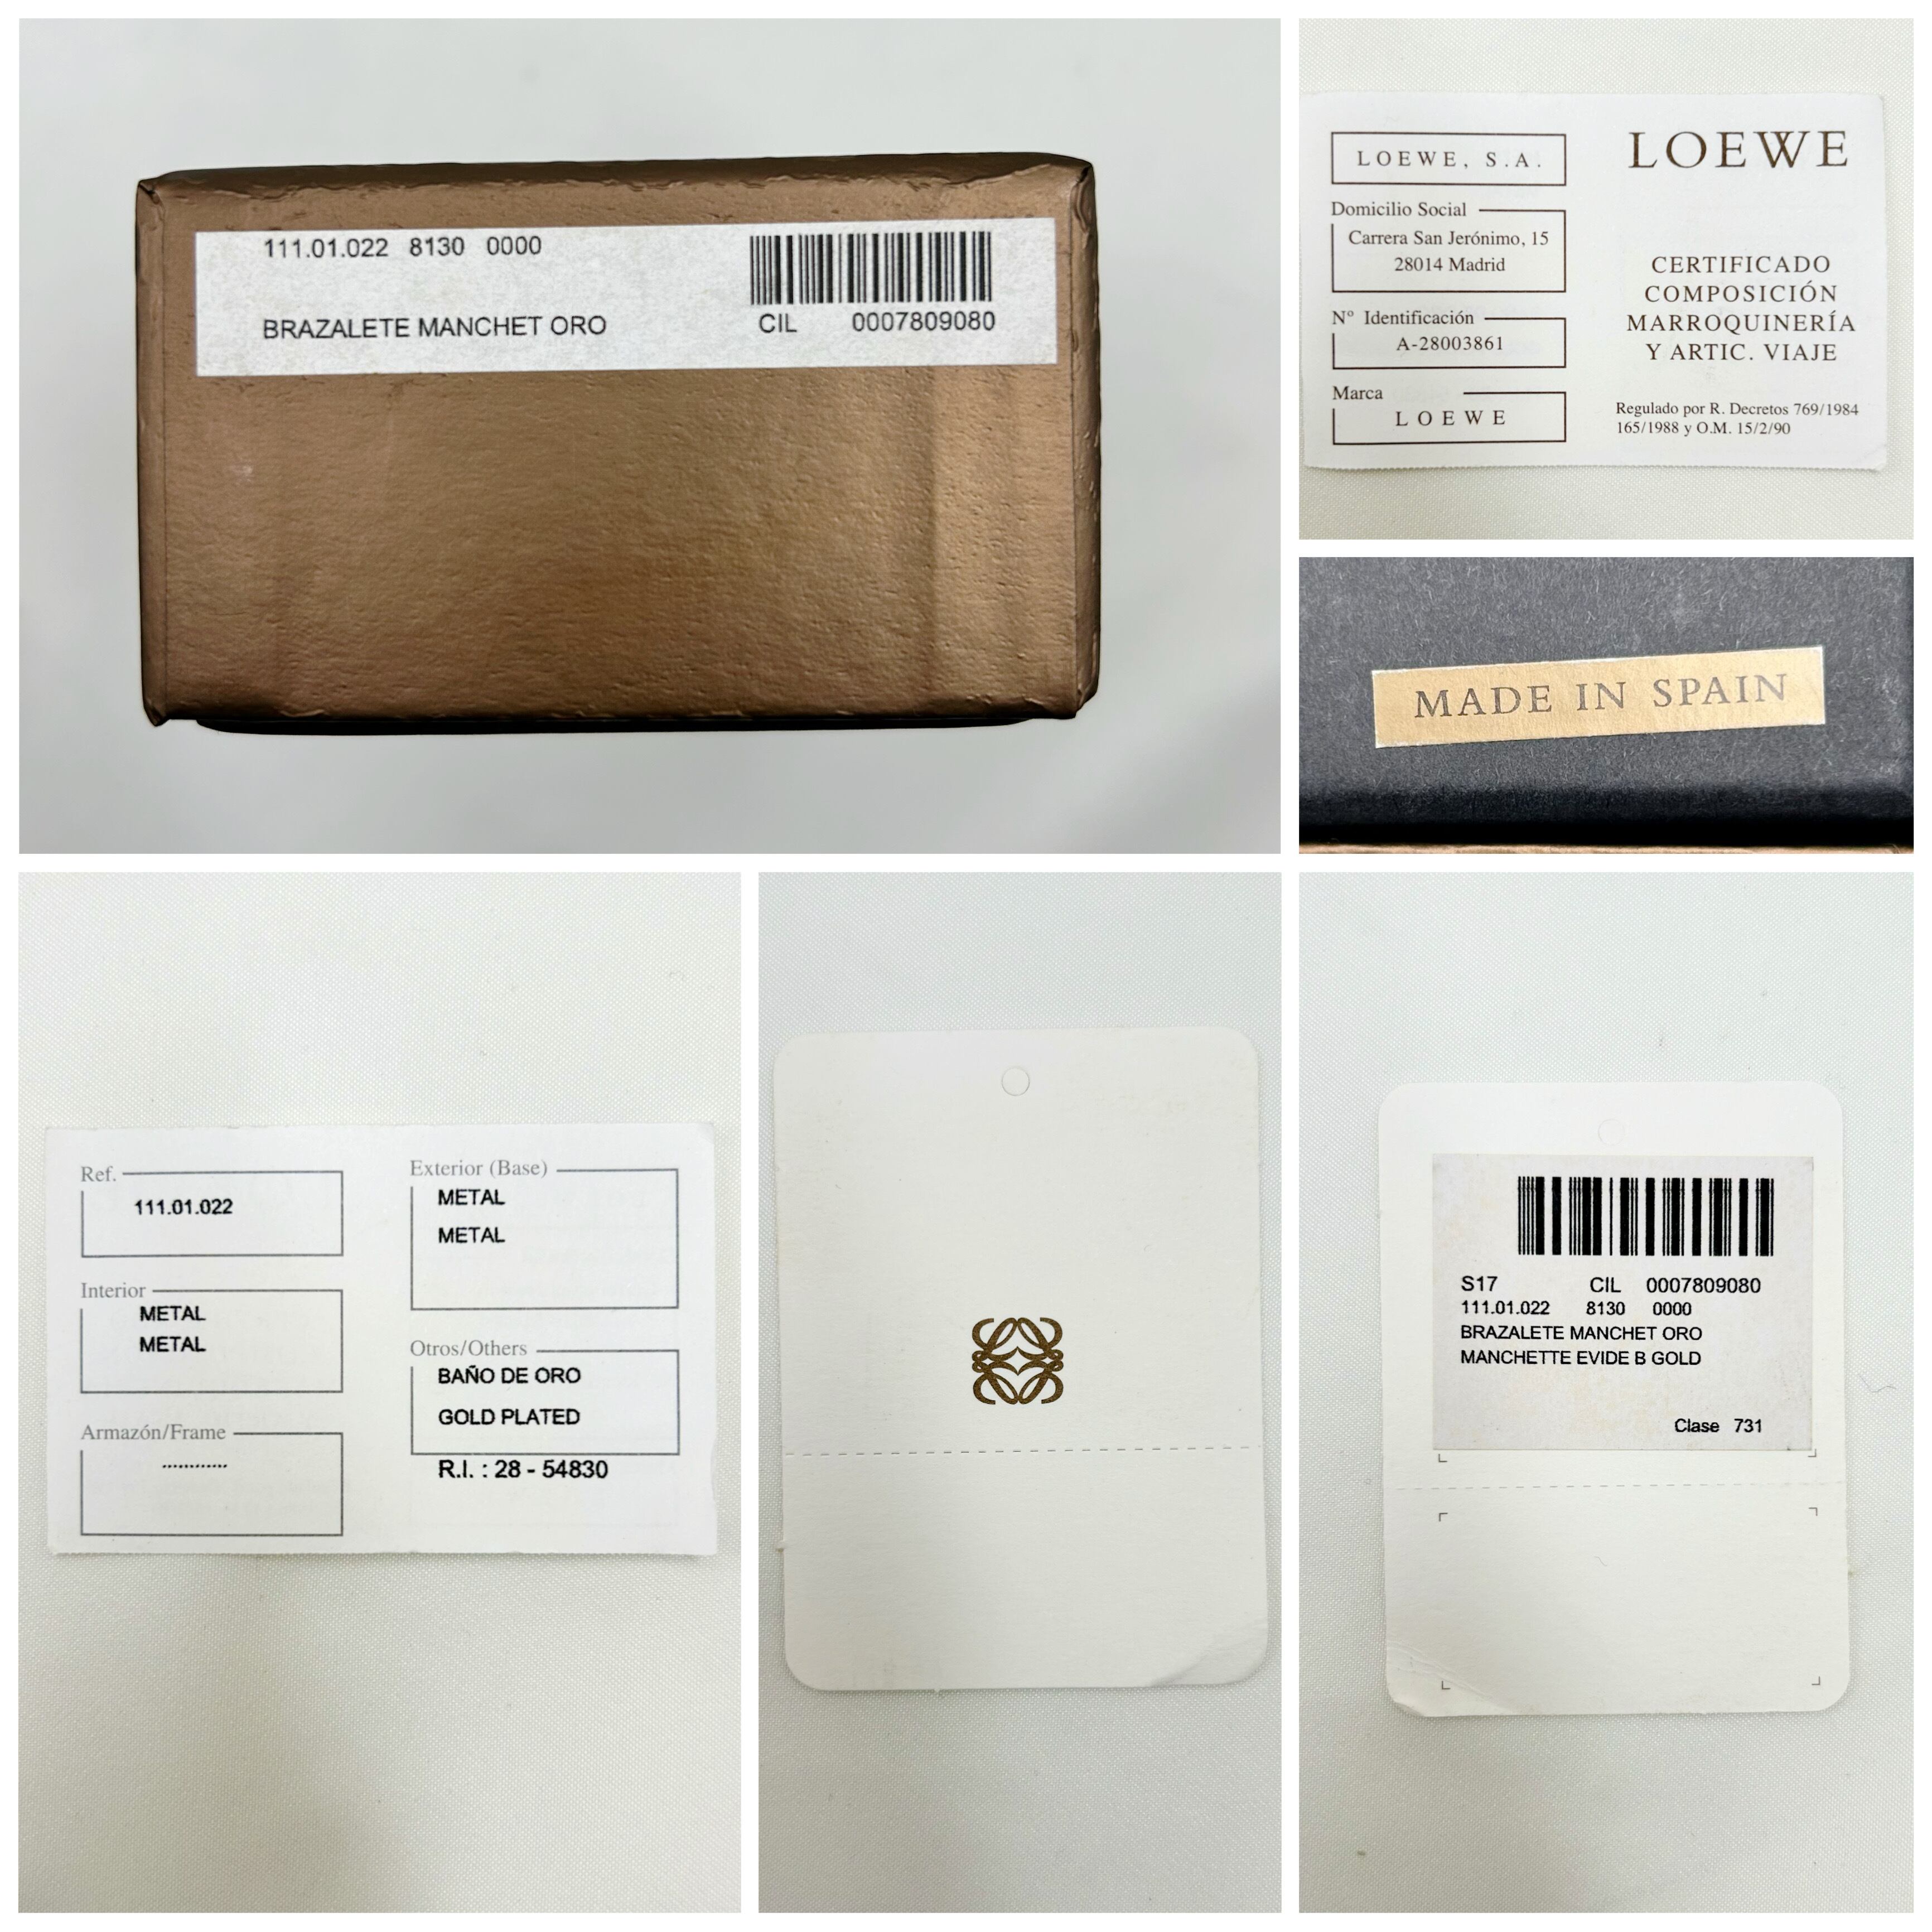 111.01.022 8130 0000
BRAZALETE MANCHET ORO
CIL 0007809080
LOEWE, S.A.
Domicilio Social
Carrera San Jerónimo, 15
28014 Madrid
Nº Identificación
A-28003861
Marca
LOEWE
LOEWE
CERTIFICADO
COMPOSICIÓN
MARROQUINERÍA
Y ARTIC. VIAJE
Regulado por R. Decretos 769/1984
165/1988 y O.M. 15/2/90
MADE IN SPAIN
Ref.
111.01.022
Interior
METAL
METAL
Armazón/Frame
............
Exterior (Base)
METAL
METAL
Otros/Others
BAÑO DE ORO
GOLD PLATED
R.I. : 28 - 54830
S17 CIL 0007809080
111.01.022 8130 0000
BRAZALETE MANCHET ORO
MANCHETTE EVIDE B GOLD
Clase 731